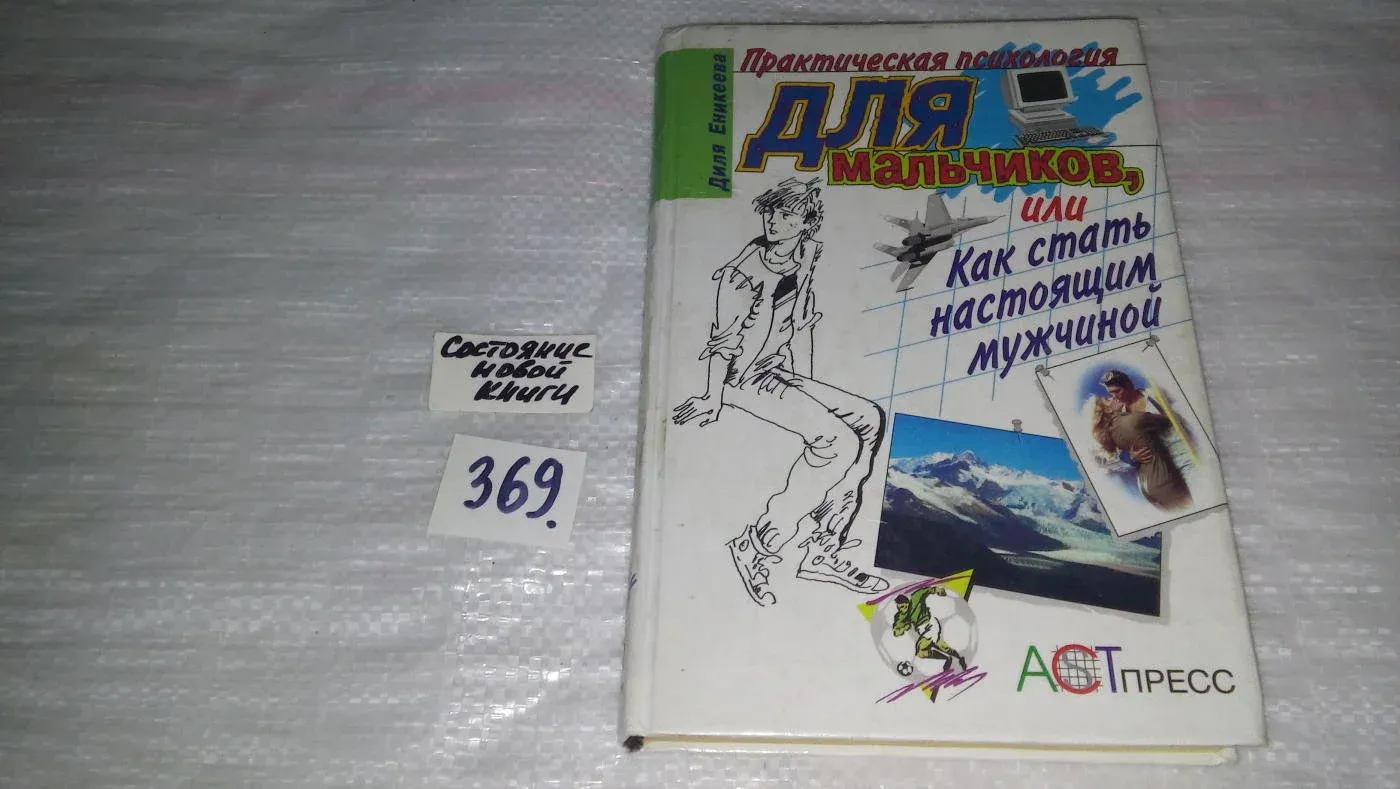 Диля Еникеева
Практическая психология
для
мальчиков,
или
Как стать
настоящим
мужчиной
Состояние
новой
книги
369.
АСТ ПРЕСС